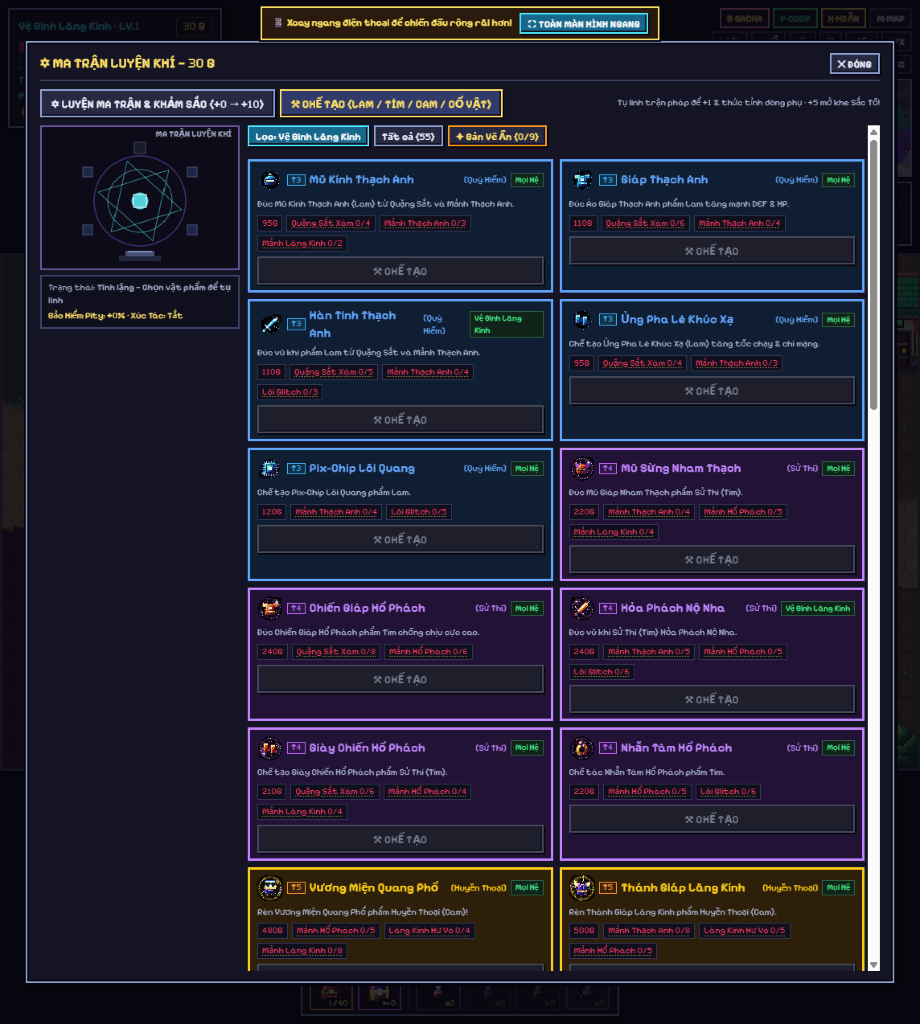 Xoay ngang điện thoại để chiến đấu rộng rãi hơn!
TOÀN MÀN HÌNH NGANG
Vệ Binh Lăng Kính - LV.1
30 G
G-GACHA
P-COOP
H-HDẪN
M-MAP
MA TRẬN LUYỆN KHÍ - 30 G
X ĐÓNG
LUYỆN MA TRẬN & KHẢM SẮC (+0 → +10)
CHẾ TẠO (LAM / TÍM / CAM / CỔ VẬT)
Tụ linh trận pháp để +1 & thức tỉnh dòng phụ · +5 mở khe Sắc Tố!
MA TRẬN LUYỆN KHÍ
Trạng thái: Tĩnh lặng - Chọn vật phẩm để tụ linh
Bảo Hiểm Pity: +0% · Xúc Tác: Tắt
Lọc: Vệ Binh Lăng Kính
Tất cả (55)
Bản Vẽ Ẩn (0/9)
T3 Mũ Kính Thạch Anh (Quý Hiếm) Mọi Hệ
Đúc Mũ Kính Thạch Anh (Lam) từ Quặng Sắt và Mảnh Thạch Anh.
95G Quặng Sắt Xám 0/4 Mảnh Thạch Anh 0/3
Mảnh Lăng Kính 0/2
CHẾ TẠO
T3 Giáp Thạch Anh (Quý Hiếm) Mọi Hệ
Đúc Áo Giáp Thạch Anh phẩm Lam tăng mạnh DEF & HP.
110G Quặng Sắt Xám 0/6 Mảnh Thạch Anh 0/4
CHẾ TẠO
T3 Hàn Tinh Thạch Anh (Quý Hiếm) Vệ Binh Lăng Kính
Đúc vũ khí phẩm Lam từ Quặng Sắt và Mảnh Thạch Anh.
110G Quặng Sắt Xám 0/5 Mảnh Thạch Anh 0/4
Lõi Glitch 0/3
CHẾ TẠO
T3 Ủng Pha Lê Khúc Xạ (Quý Hiếm) Mọi Hệ
Chế tạo Ủng Pha Lê Khúc Xạ (Lam) tăng tốc chạy & chí mạng.
95G Quặng Sắt Xám 0/4 Mảnh Thạch Anh 0/3
CHẾ TẠO
T3 Pix-Chip Lõi Quang (Quý Hiếm) Mọi Hệ
Chế tạo Pix-Chip Lõi Quang phẩm Lam.
120G Mảnh Thạch Anh 0/4 Lõi Glitch 0/5
CHẾ TẠO
T4 Mũ Sừng Nham Thạch (Sử Thi) Mọi Hệ
Đúc Mũ Giáp Nham Thạch phẩm Sử Thi (Tím).
220G Mảnh Thạch Anh 0/4 Mảnh Hổ Phách 0/5
Mảnh Lăng Kính 0/4
CHẾ TẠO
T4 Chiến Giáp Hổ Phách (Sử Thi) Mọi Hệ
Đúc Chiến Giáp Hổ Phách phẩm Tím chống chịu cực cao.
240G Quặng Sắt Xám 0/8 Mảnh Hổ Phách 0/6
CHẾ TẠO
T4 Hỏa Phách Nộ Nha (Sử Thi) Vệ Binh Lăng Kính
Đúc vũ khí Sử Thi (Tím) Hỏa Phách Nộ Nha.
240G Mảnh Thạch Anh 0/5 Mảnh Hổ Phách 0/5
Lõi Glitch 0/6
CHẾ TẠO
T4 Giày Chiến Hổ Phách (Sử Thi) Mọi Hệ
Chế tạo Giày Chiến Hổ Phách phẩm Sử Thi (Tím).
210G Quặng Sắt Xám 0/6 Mảnh Hổ Phách 0/4
Mảnh Lăng Kính 0/4
CHẾ TẠO
T4 Nhẫn Tâm Hổ Phách (Sử Thi) Mọi Hệ
Chế tác Nhẫn Tâm Hổ Phách phẩm Tím.
220G Mảnh Hổ Phách 0/5 Lõi Glitch 0/6
CHẾ TẠO
T5 Vương Miện Quang Phổ (Huyền Thoại) Mọi Hệ
Rèn Vương Miện Quang Phổ phẩm Huyền Thoại (Cam)!
480G Mảnh Hổ Phách 0/5 Lăng Kính Hư Vô 0/4
Mảnh Lăng Kính 0/8
T5 Thánh Giáp Lăng Kính (Huyền Thoại) Mọi Hệ
Rèn Thánh Giáp Lăng Kính phẩm Huyền Thoại (Cam).
500G Mảnh Thạch Anh 0/8 Lăng Kính Hư Vô 0/5
Mảnh Hổ Phách 0/5
1/40
x2
x0
x0
x0